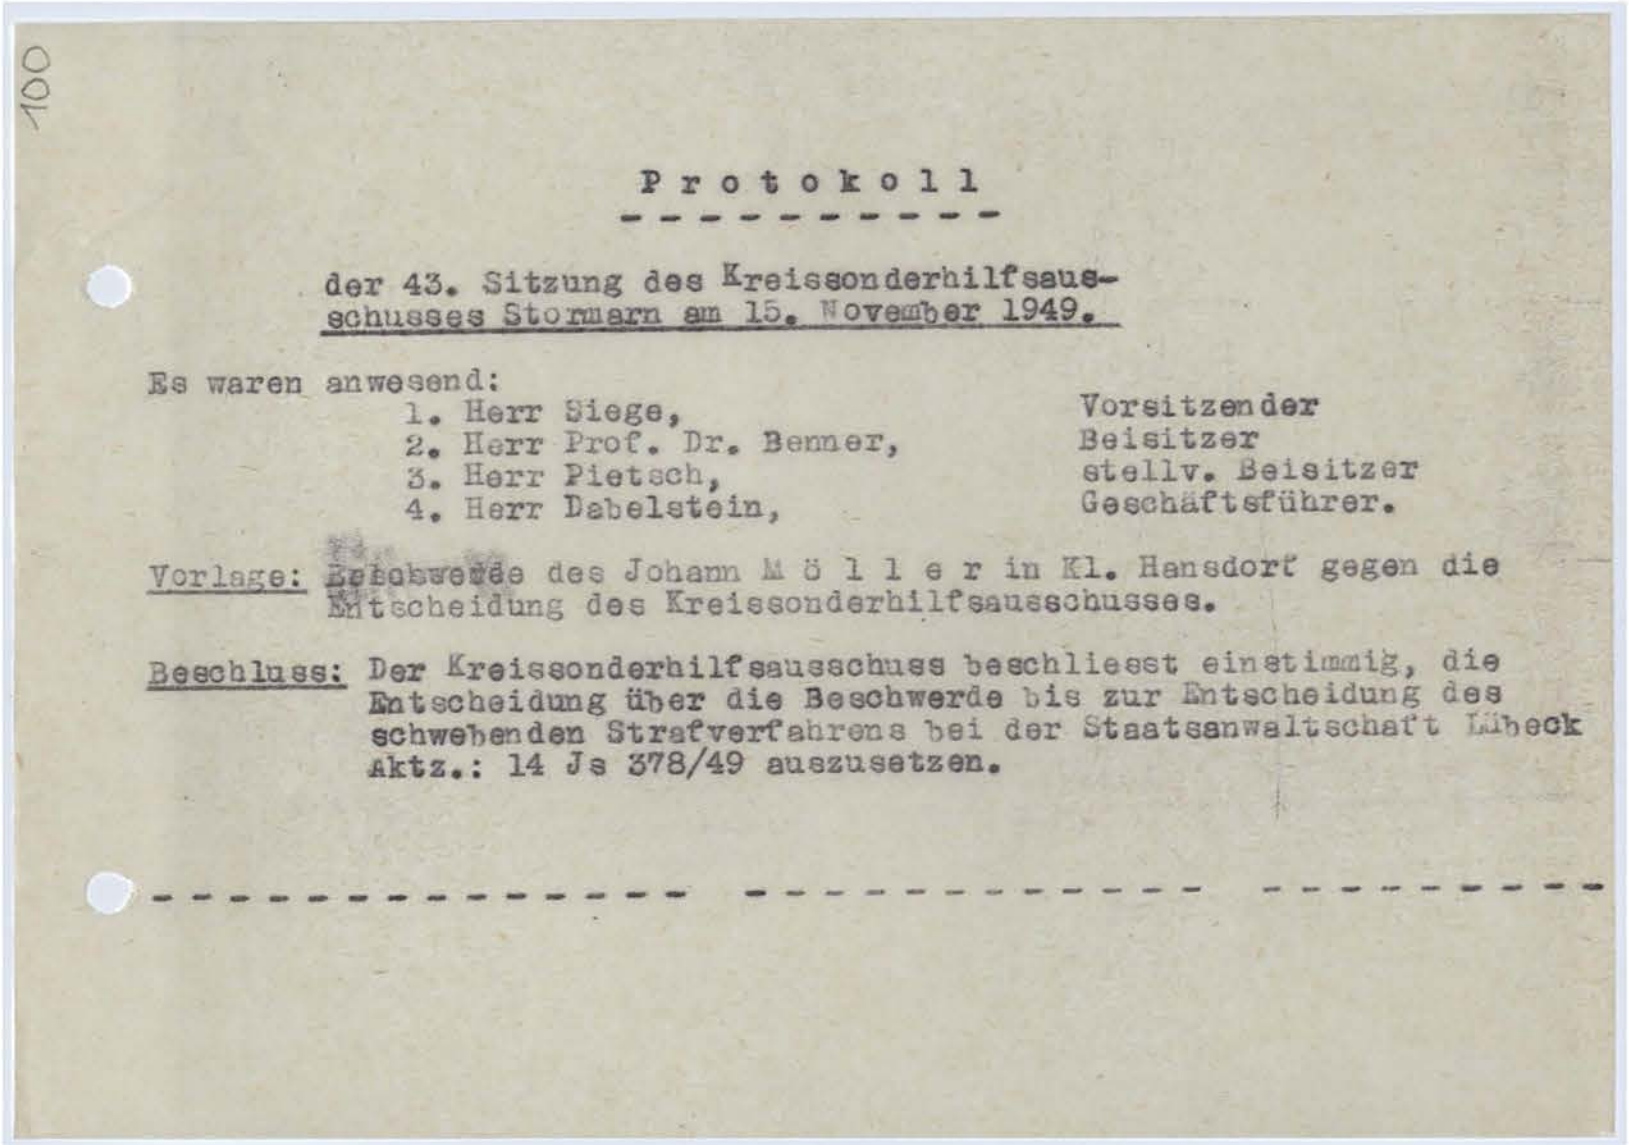 100
P r o t o k o l l
- - - - - - - - - -
der 43. Sitzung des Kreissonderhilfsaus-
schusses Stormarn am 15. November 1949.
Es waren anwesend:
1. Herr Siege, Vorsitzender
2. Herr Prof. Dr. Benner, Beisitzer
3. Herr Pietsch, stellv. Beisitzer
4. Herr Dabelstein, Geschäftsführer.
Vorlage: Beschwerde des Johann M ö l l e r in Kl. Hansdorf gegen die
Entscheidung des Kreissonderhilfsausschusses.
Beschluss: Der Kreissonderhilfsausschuss beschliesst einstimmig, die
Entscheidung über die Beschwerde bis zur Entscheidung des
schwebenden Strafverfahrens bei der Staatsanwaltschaft Lübeck
Aktz.: 14 Js 378/49 auszusetzen.
- - - - - - - - - - - - - - - - - - - - - - - - - - - - - - - - - - -